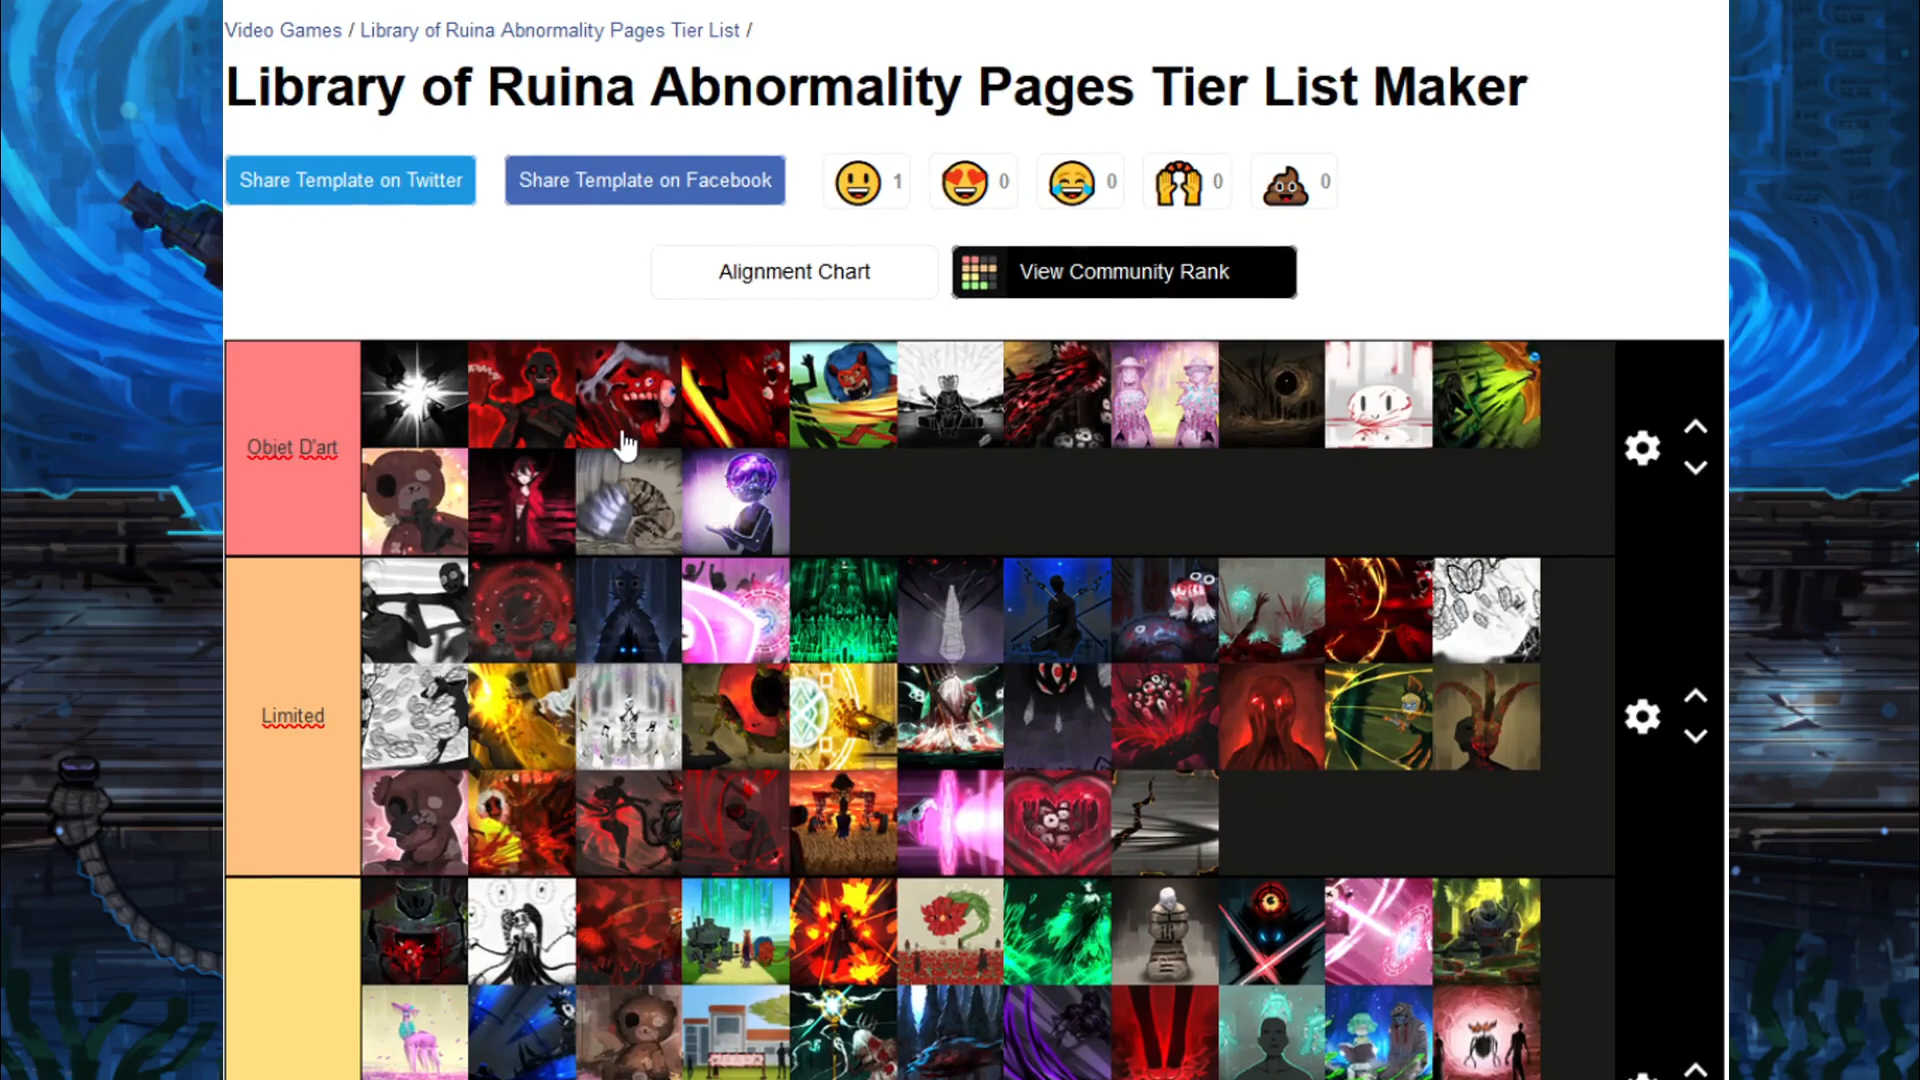 Video Games / Library of Ruina Abnormality Pages Tier List /
Library of Ruina Abnormality Pages Tier List Maker
Share Template on Twitter
Share Template on Facebook
1
0
0
0
0
Alignment Chart
View Community Rank
Objet D'art
Limited